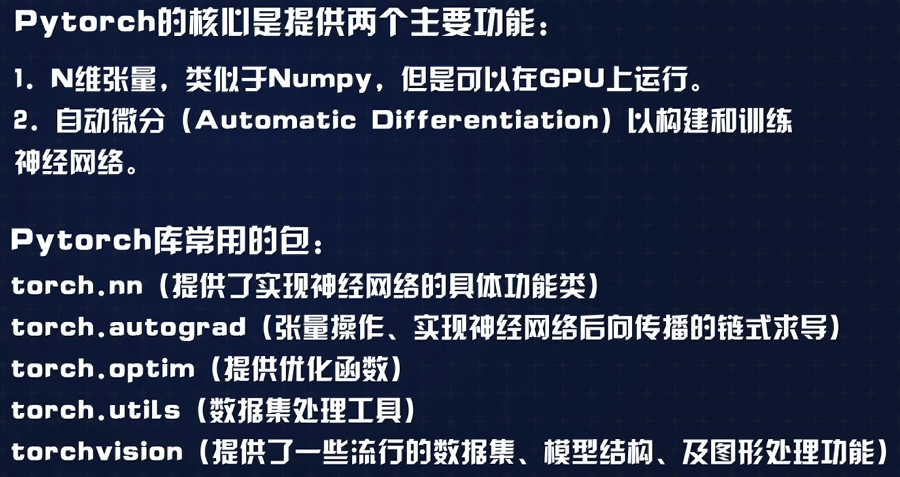 Pytorch的核心是提供两个主要功能：
1. N维张量，类似于Numpy，但是可以在GPU上运行。
2. 自动微分（Automatic Differentiation）以构建和训练
神经网络。
Pytorch库常用的包：
torch.nn（提供了实现神经网络的具体功能类）
torch.autograd（张量操作、实现神经网络后向传播的链式求导）
torch.optim（提供优化函数）
torch.utils（数据集处理工具）
torchvision（提供了一些流行的数据集、模型结构、及图形处理功能）